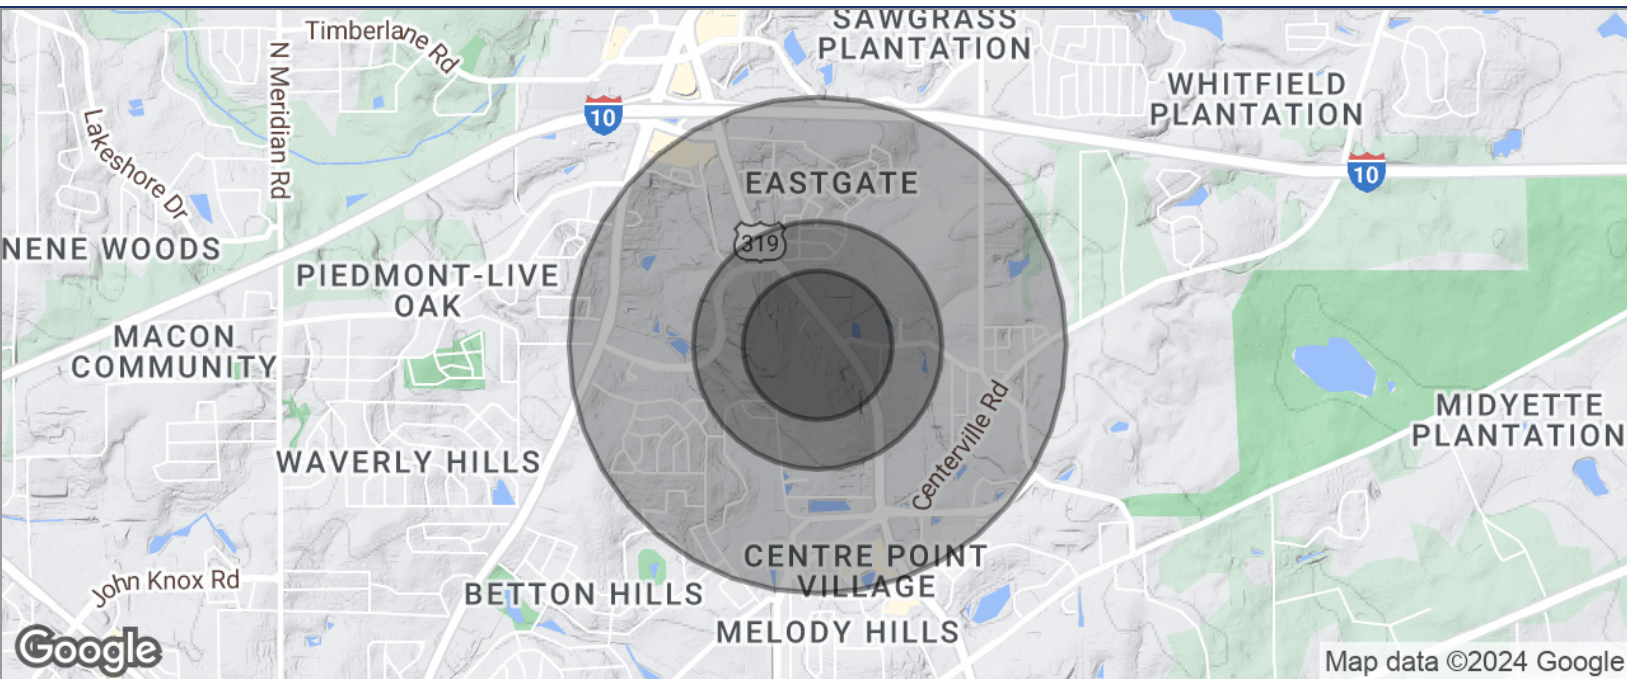 SAWGRASS
PLANTATION
Timberlane Rd
N Meridian Rd
WHITFIELD
PLANTATION
10
Lakeshore Dr
10
EASTGATE
319
NENE WOODS
PIEDMONT-LIVE
OAK
MACON
COMMUNITY
MIDYETTE
PLANTATION
WAVERLY HILLS
Centerville Rd
CENTRE POINT
VILLAGE
John Knox Rd
BETTON HILLS
MELODY HILLS
Google
Map data ©2024 Google